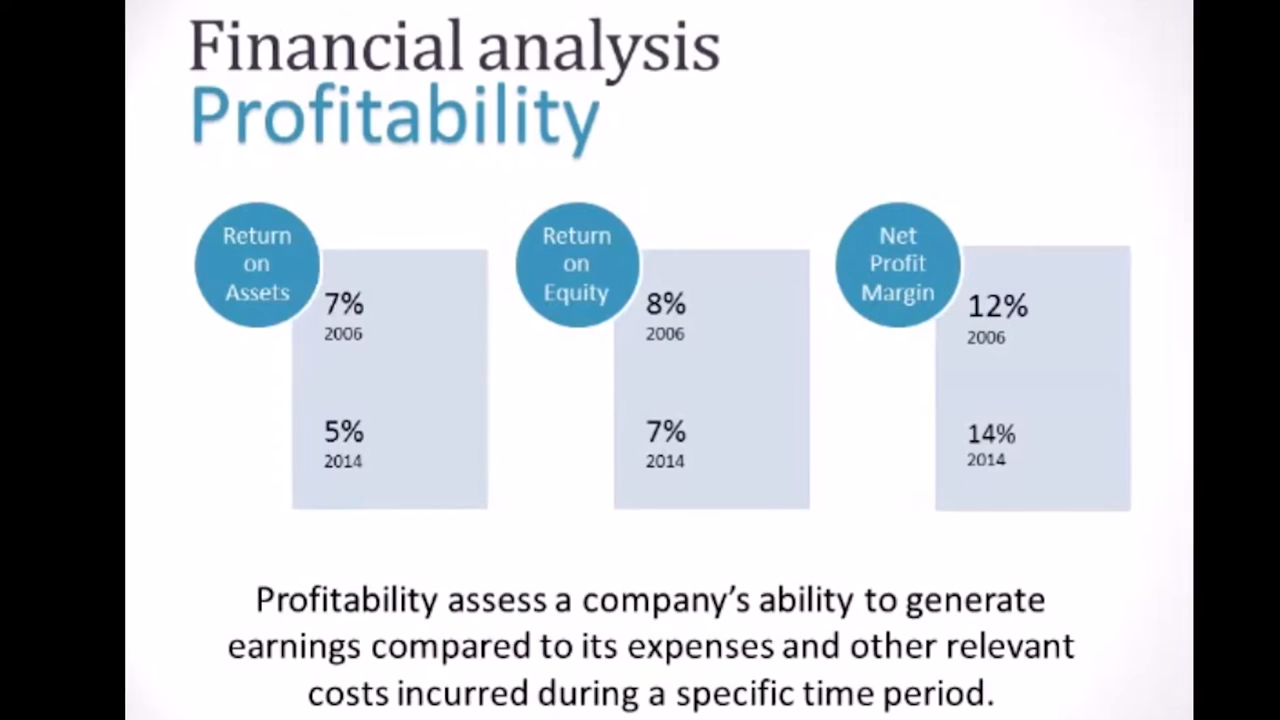 Financial analysis
Profitability
Return
on
Assets
7%
2006
5%
2014
Return
on
Equity
8%
2006
7%
2014
Net
Profit
Margin
12%
2006
14%
2014
Profitability assess a company’s ability to generate
earnings compared to its expenses and other relevant
costs incurred during a specific time period.